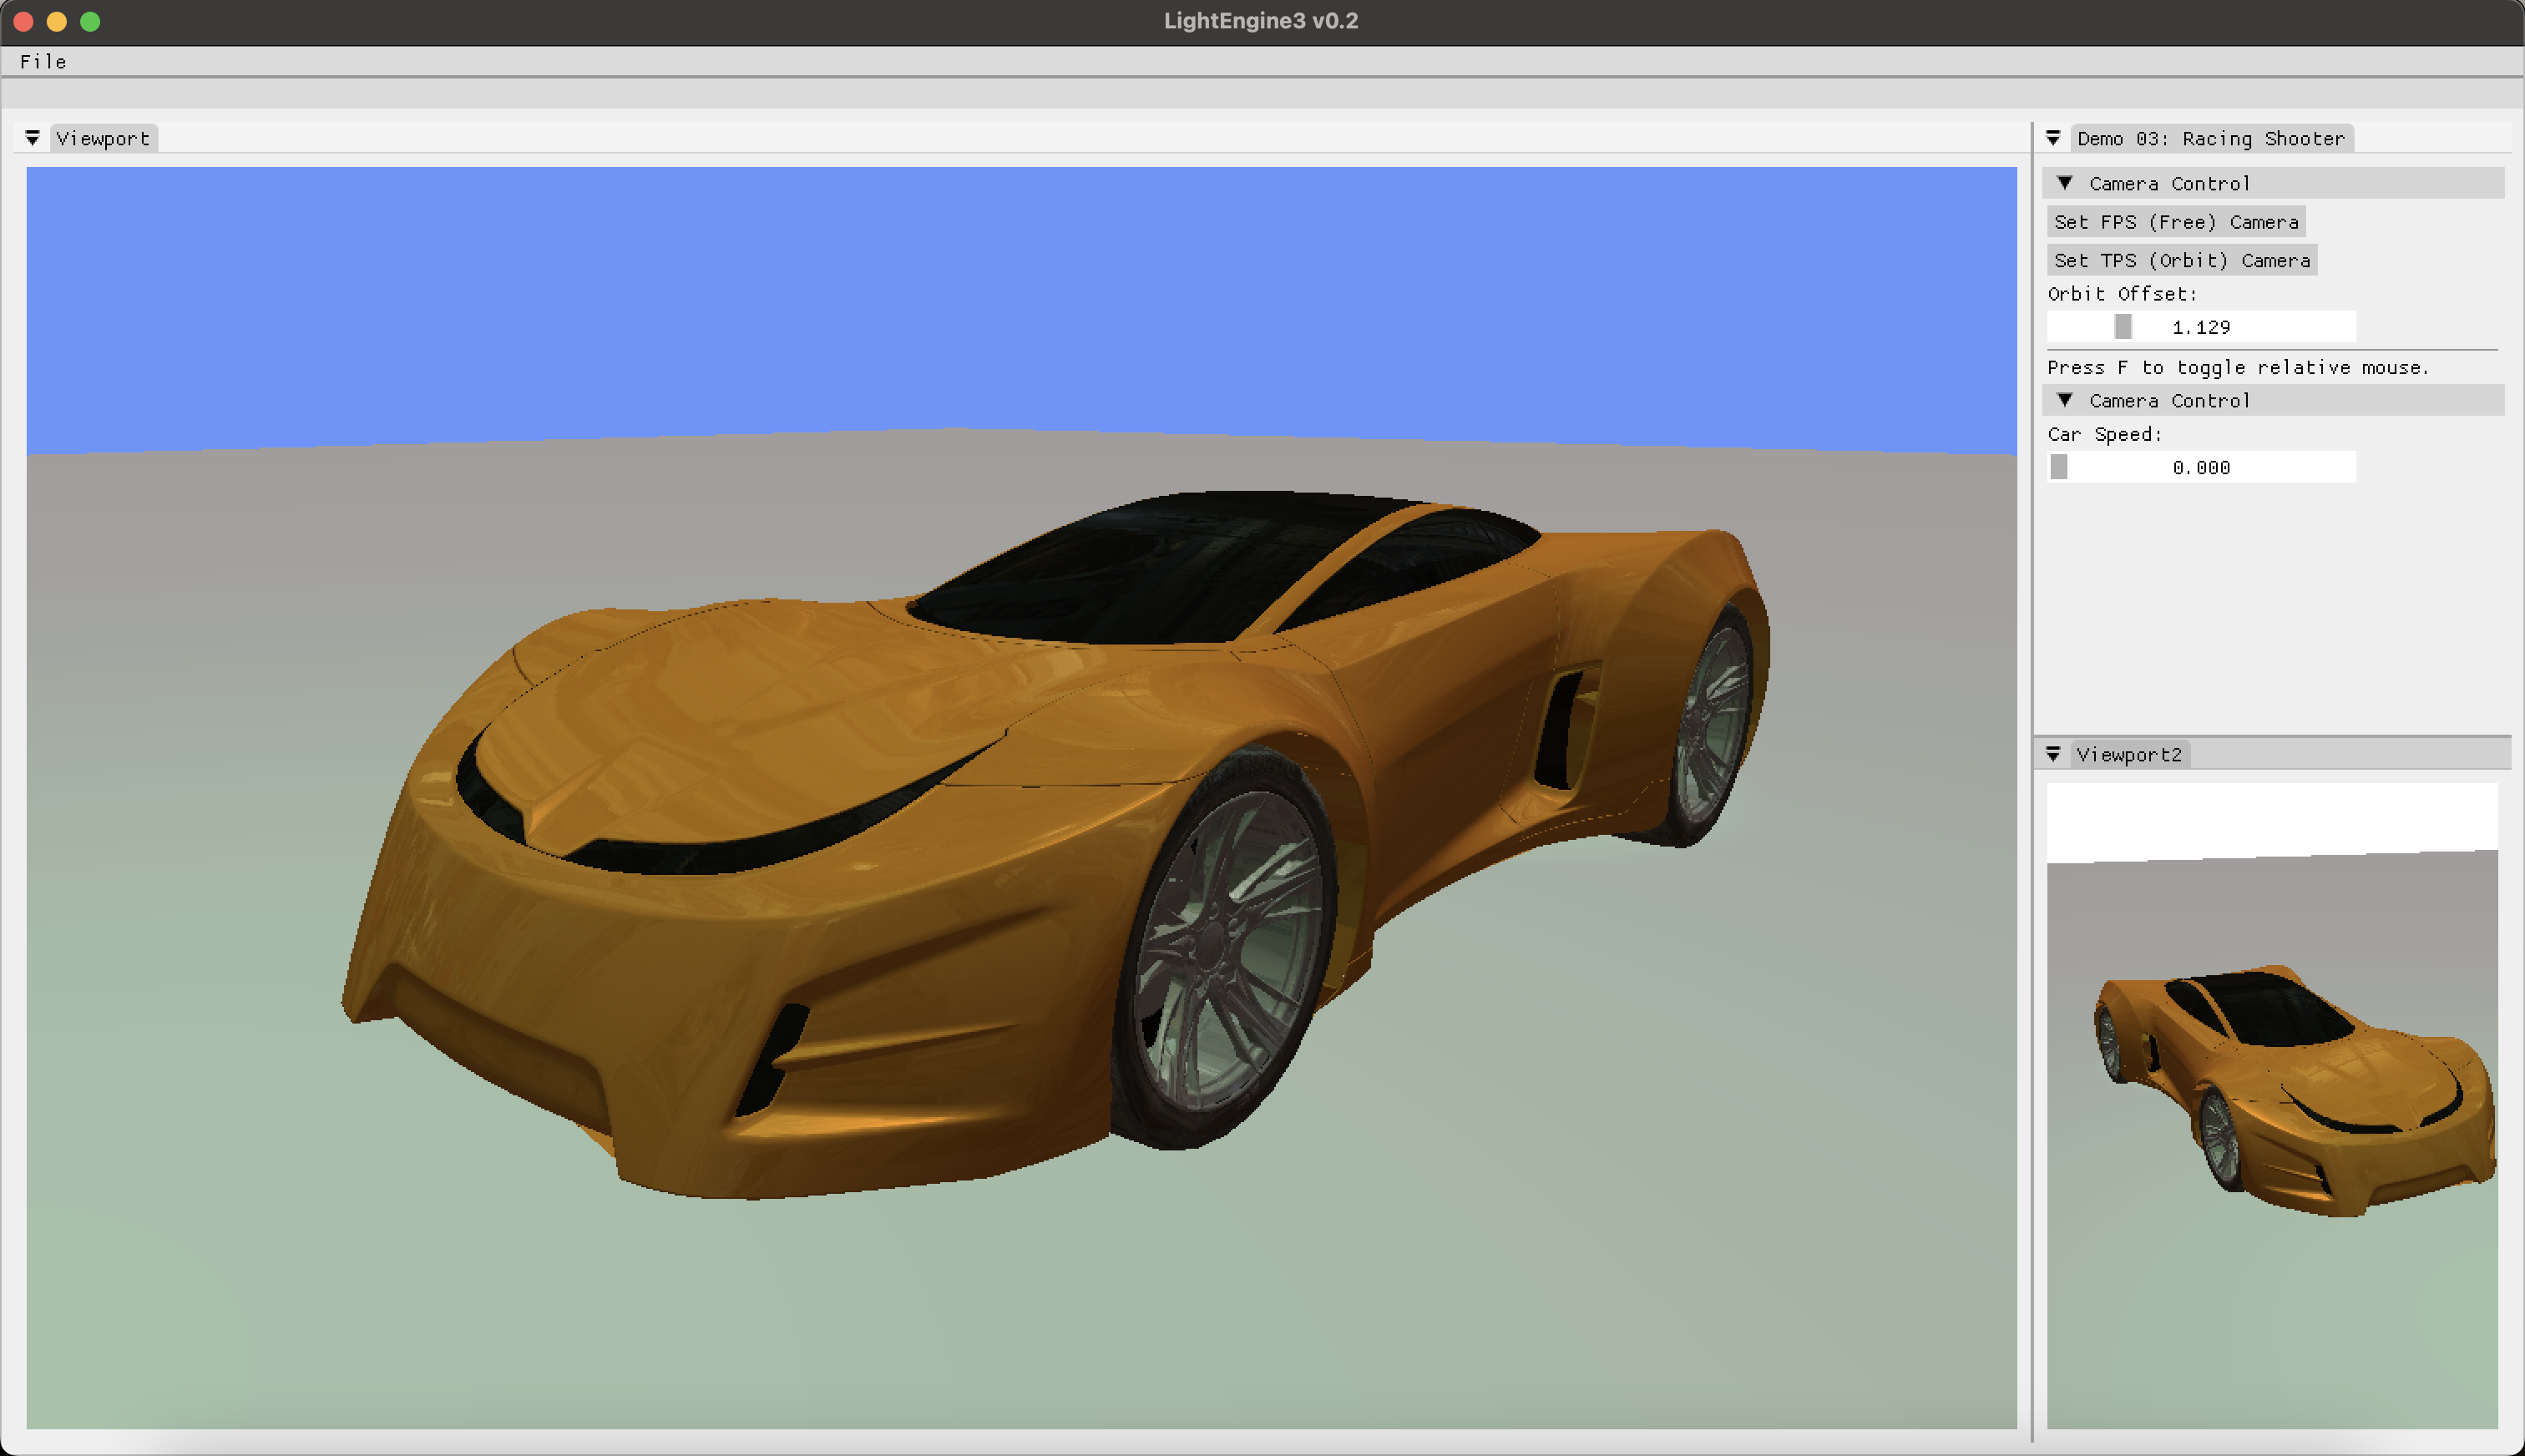 LightEngine3 v0.2
File
Viewport
Demo 03: Racing Shooter
Camera Control
Set FPS (Free) Camera
Set TPS (Orbit) Camera
Orbit Offset:
1.129
Press F to toggle relative mouse.
Camera Control
Car Speed:
0.000
Viewport2